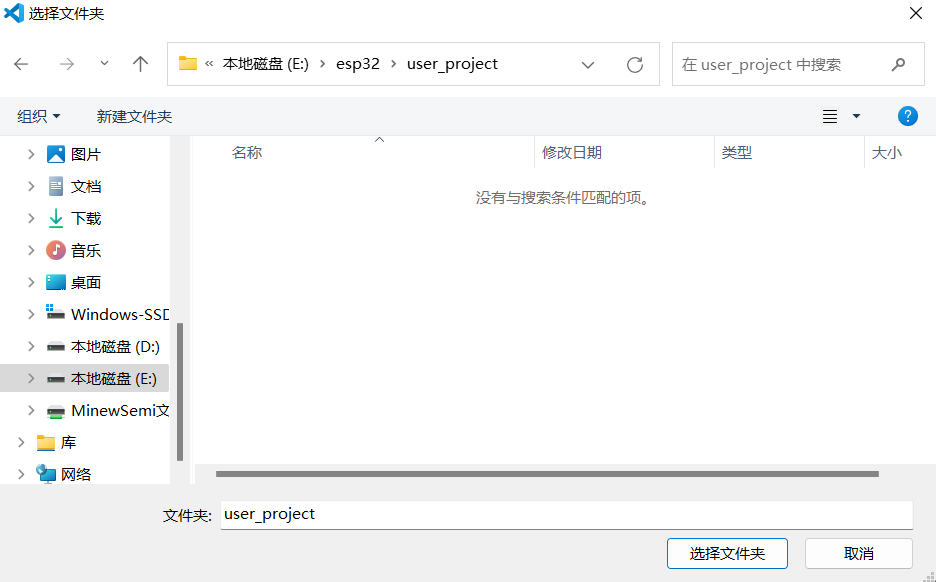 选择文件夹
« 本地磁盘 (E:) › esp32 › user_project
在 user_project 中搜索
组织
新建文件夹
?
名称
修改日期
类型
大小
没有与搜索条件匹配的项。
图片
文档
下载
音乐
桌面
Windows-SSD
本地磁盘 (D:)
本地磁盘 (E:)
MinewSemi文
库
网络
文件夹: user_project
选择文件夹
取消